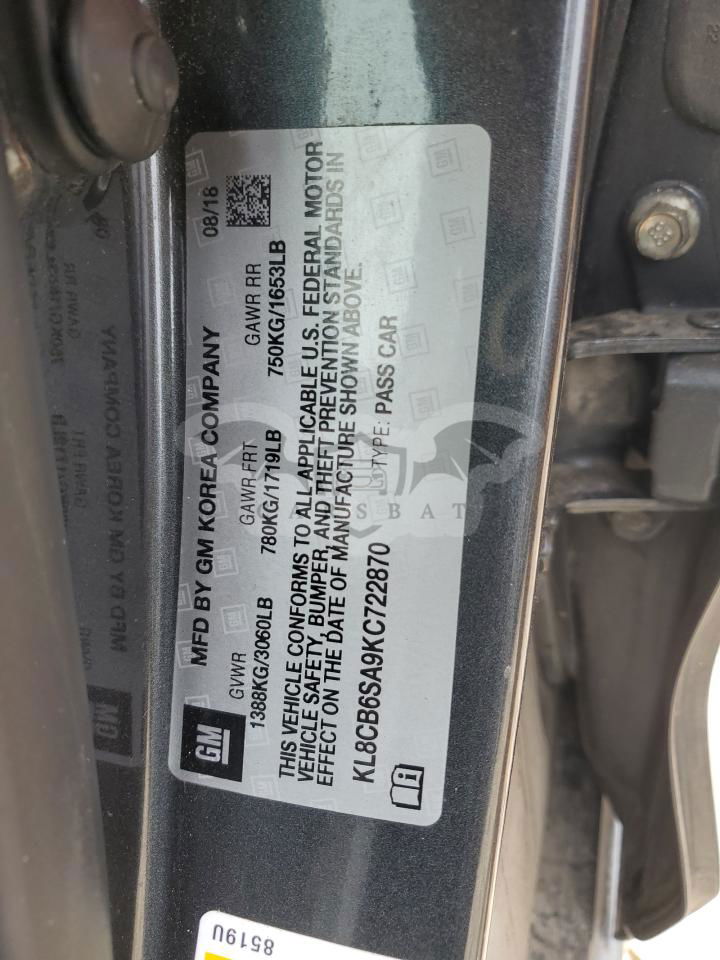 MFD BY GM KOREA COMPANY 08/18
GM
GVWR GAWR FRT GAWR RR
1388KG/3060LB 780KG/1719LB 750KG/1653LB
THIS VEHICLE CONFORMS TO ALL APPLICABLE U.S. FEDERAL MOTOR
VEHICLE SAFETY, BUMPER, AND THEFT PREVENTION STANDARDS IN
EFFECT ON THE DATE OF MANUFACTURE SHOWN ABOVE.
KL8CB6SA9KC722870 TYPE: PASS CAR
8519U